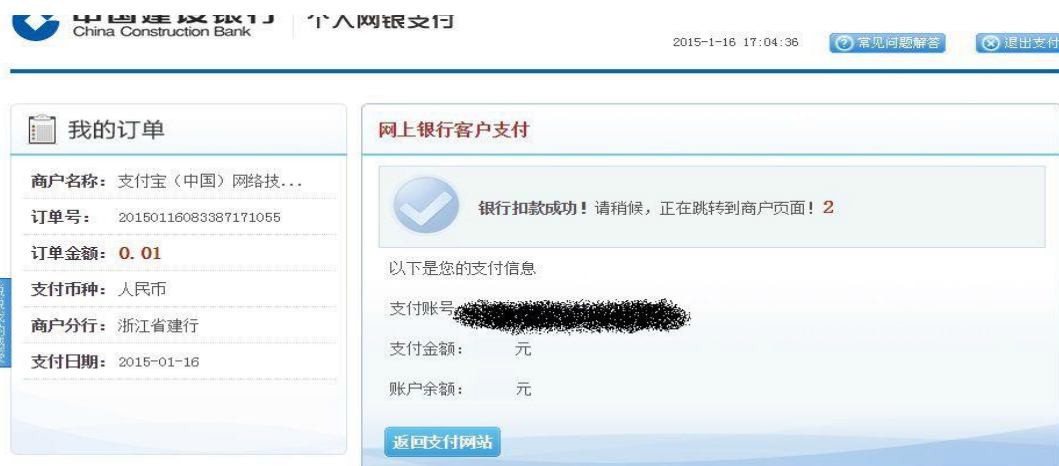 中国建设银行 个人网银支付
China Construction Bank
2015-1-16 17:04:36 常见问题解答 退出支付
我的订单
商户名称： 支付宝（中国）网络技...
订单号： 20150116083387171055
订单金额： 0.01
支付币种： 人民币
商户分行： 浙江省建行
支付日期： 2015-01-16
网上银行客户支付
银行扣款成功！请稍候，正在跳转到商户页面！2
以下是您的支付信息
支付账号
支付金额： 元
账户余额： 元
返回支付网站